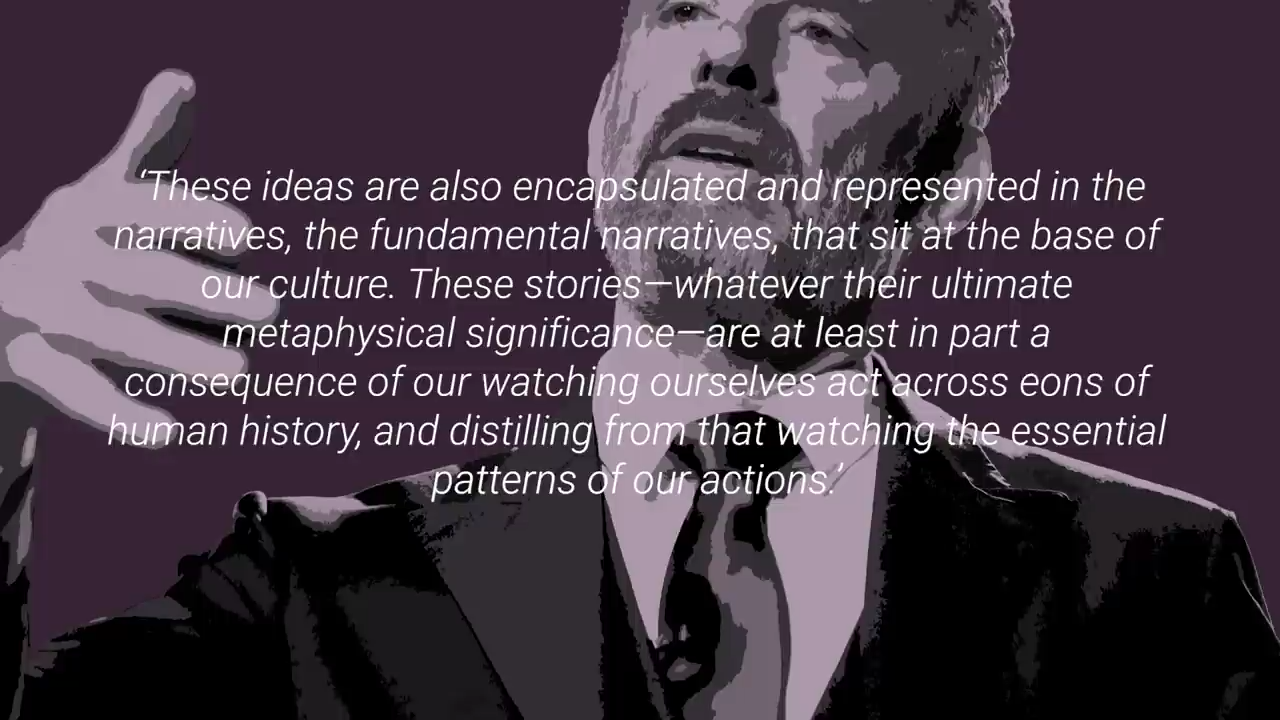 ‘These ideas are also encapsulated and represented in the
narratives, the fundamental narratives, that sit at the base of
our culture. These stories—whatever their ultimate
metaphysical significance—are at least in part a
consequence of our watching ourselves act across eons of
human history, and distilling from that watching the essential
patterns of our actions.’